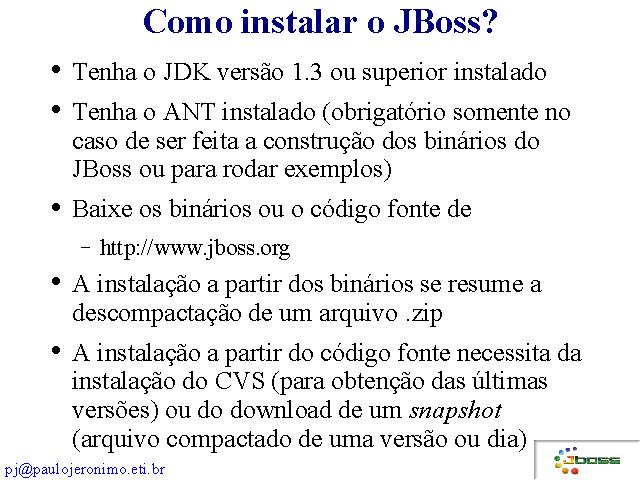 Como instalar o JBoss?
• Tenha o JDK versão 1.3 ou superior instalado
• Tenha o ANT instalado (obrigatório somente no
caso de ser feita a construção dos binários do
JBoss ou para rodar exemplos)
• Baixe os binários ou o código fonte de
– http://www.jboss.org
• A instalação a partir dos binários se resume a
descompactação de um arquivo .zip
• A instalação a partir do código fonte necessita da
instalação do CVS (para obtenção das últimas
versões) ou do download de um snapshot
(arquivo compactado de uma versão ou dia)
pj@paulojeronimo.eti.br
JBoss